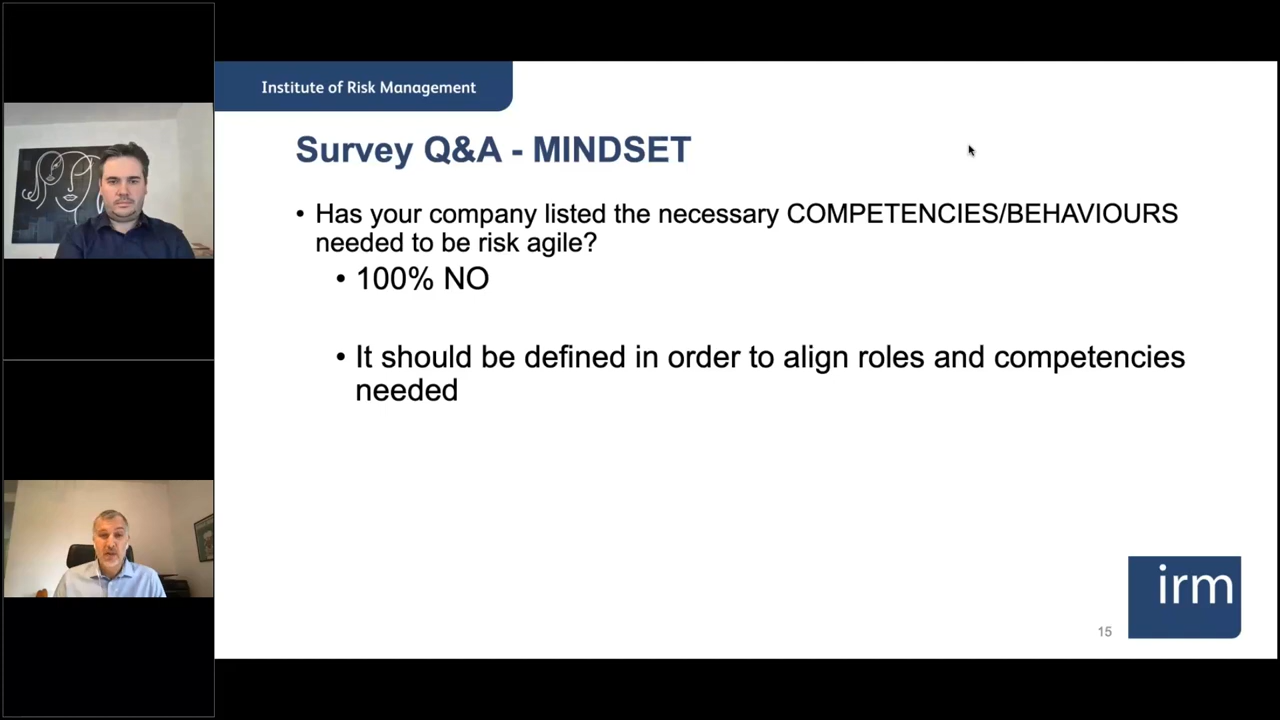 Institute of Risk Management
Survey Q&A - MINDSET
• Has your company listed the necessary COMPETENCIES/BEHAVIOURS
needed to be risk agile?
• 100% NO
• It should be defined in order to align roles and competencies
needed
irm
15